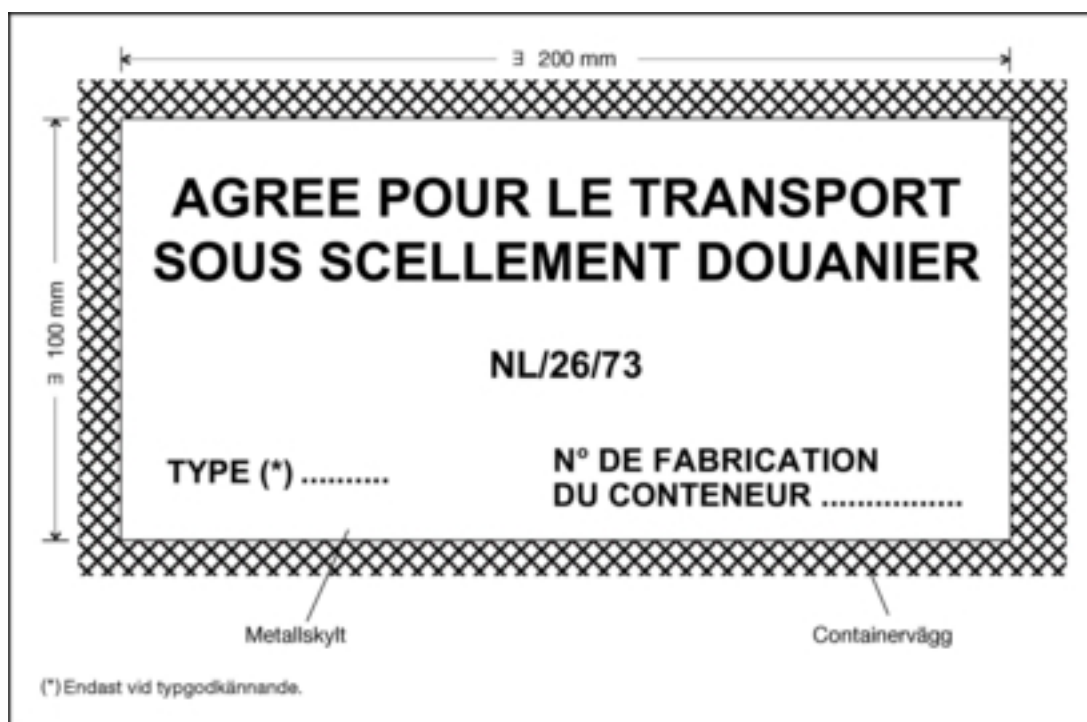 ∃ 200 mm
∃ 100 mm
AGREE POUR LE TRANSPORT
SOUS SCELLEMENT DOUANIER
NL/26/73
TYPE (*) ..........
N° DE FABRICATION
DU CONTENEUR ................
Metallskylt
Containervägg
(*) Endast vid typgodkännande.